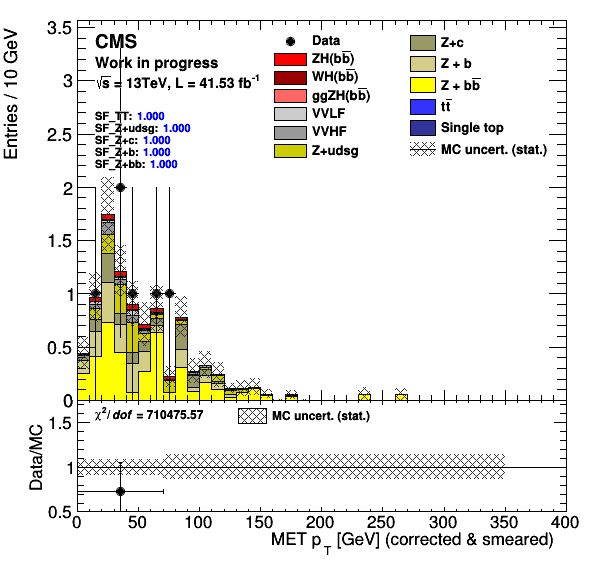 CMS
Work in progress
√s = 13TeV, L = 41.53 fb⁻¹
SF_TT: 1.000
SF_Z+udsg: 1.000
SF_Z+c: 1.000
SF_Z+b: 1.000
SF_Z+bb: 1.000
Data
ZH(bb̅)
WH(bb̅)
ggZH(bb̅)
VVLF
VVHF
Z+udsg
Z+c
Z + b
Z + bb̅
tt̅
Single top
MC uncert. (stat.)
Entries / 10 GeV
3.5
3
2.5
2
1.5
1
0.5
0
χ²/dof = 710475.57
MC uncert. (stat.)
Data/MC
1.5
1
0.5
0 50 100 150 200 250 300 350 400
MET p_T [GeV] (corrected & smeared)